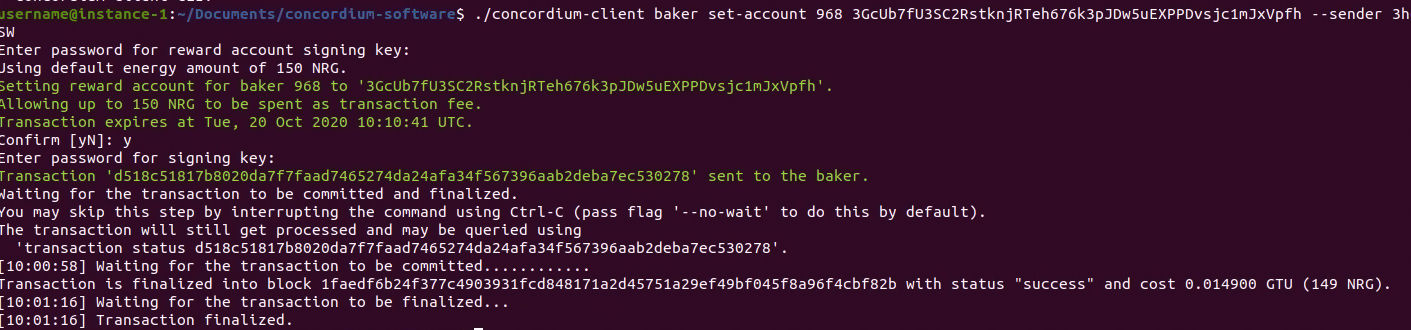 username@instance-1:~/Documents/concordium-software$ ./concordium-client baker set-account 968 3GcUb7fU3SC2RstknjRTeh676k3pJDw5uEXPPDvsjc1mJxVpfh --sender 3h
SW
Enter password for reward account signing key:
Using default energy amount of 150 NRG.
Setting reward account for baker 968 to '3GcUb7fU3SC2RstknjRTeh676k3pJDw5uEXPPDvsjc1mJxVpfh'.
Allowing up to 150 NRG to be spent as transaction fee.
Transaction expires at Tue, 20 Oct 2020 10:10:41 UTC.
Confirm [yN]: y
Enter password for signing key:
Transaction 'd518c51817b8020da7f7faad7465274da24afa34f567396aab2deba7ec530278' sent to the baker.
Waiting for the transaction to be committed and finalized.
You may skip this step by interrupting the command using Ctrl-C (pass flag '--no-wait' to do this by default).
The transaction will still get processed and may be queried using
  'transaction status d518c51817b8020da7f7faad7465274da24afa34f567396aab2deba7ec530278'.
[10:00:58] Waiting for the transaction to be committed............
Transaction is finalized into block 1faedf6b24f377c4903931fcd848171a2d45751a29ef49bf045f8a96f4cbf82b with status "success" and cost 0.014900 GTU (149 NRG).
[10:01:16] Waiting for the transaction to be finalized...
[10:01:16] Transaction finalized.